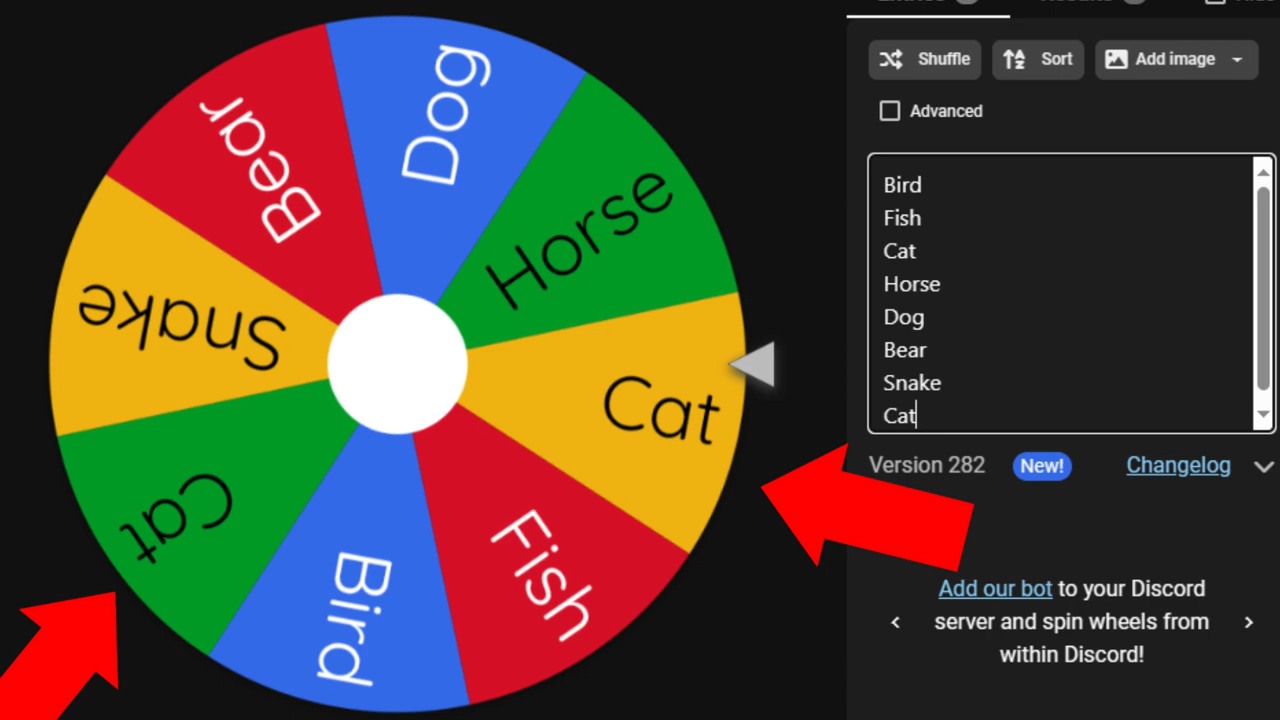 Dog
Bear
Horse
Snake
Cat
Cat
Bird
Fish
Shuffle
Sort
Add image
Advanced
Bird
Fish
Cat
Horse
Dog
Bear
Snake
Cat
Version 282 New! Changelog
Add our bot to your Discord
server and spin wheels from
within Discord!